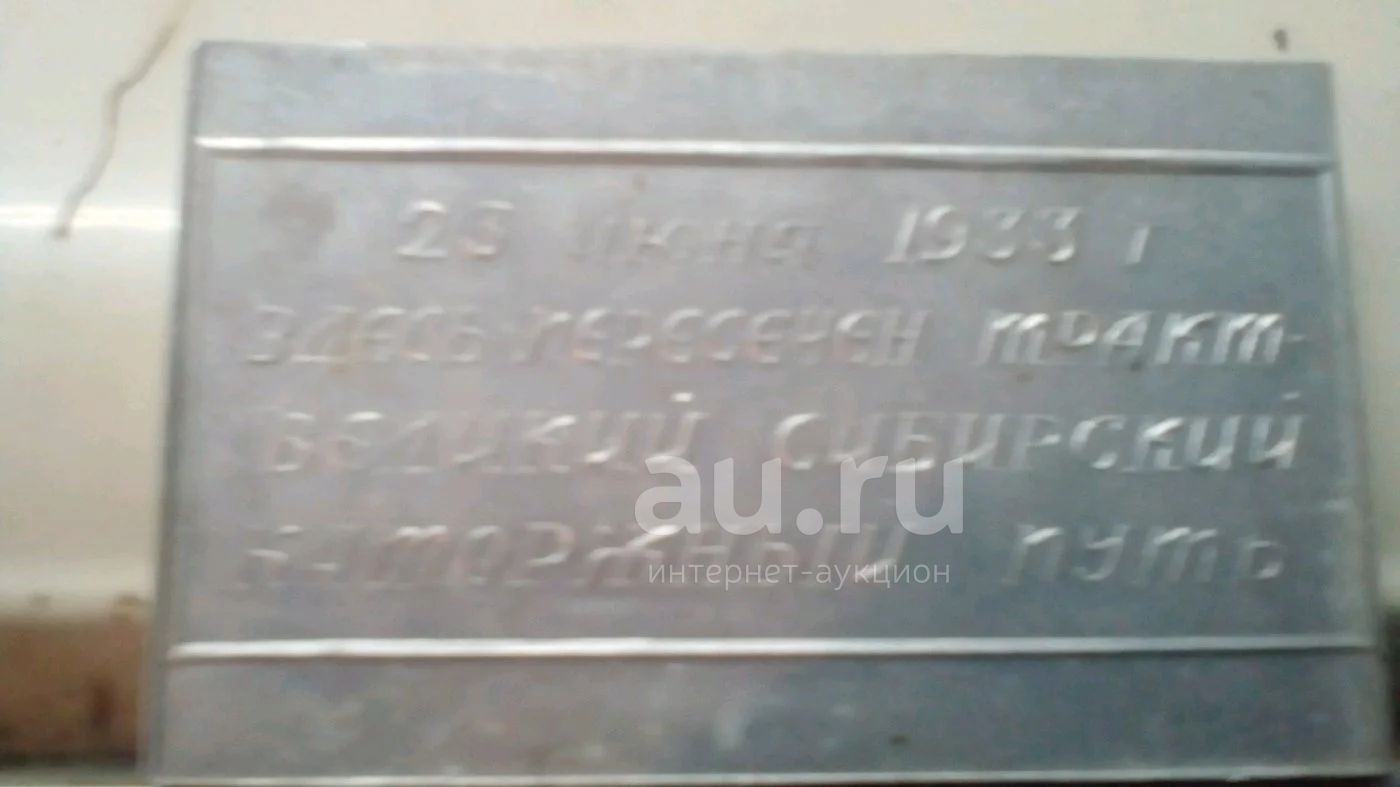 23 июня 1933 г
ЗДЕСЬ ПЕРЕСЕЧЕН ТРАКТ-
ВЕЛИКИЙ СИБИРСКИЙ
КАТОРЖНЫЙ ПУТЬ
au.ru
интернет-аукцион